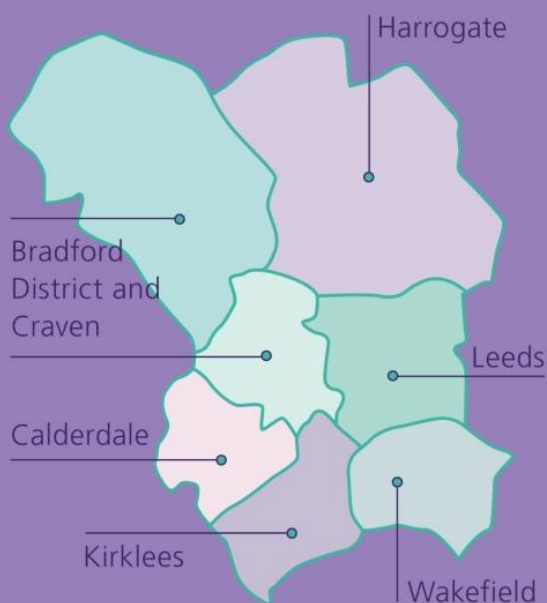 Harrogate
Bradford
District and
Craven
Leeds
Calderdale
Kirklees
Wakefield